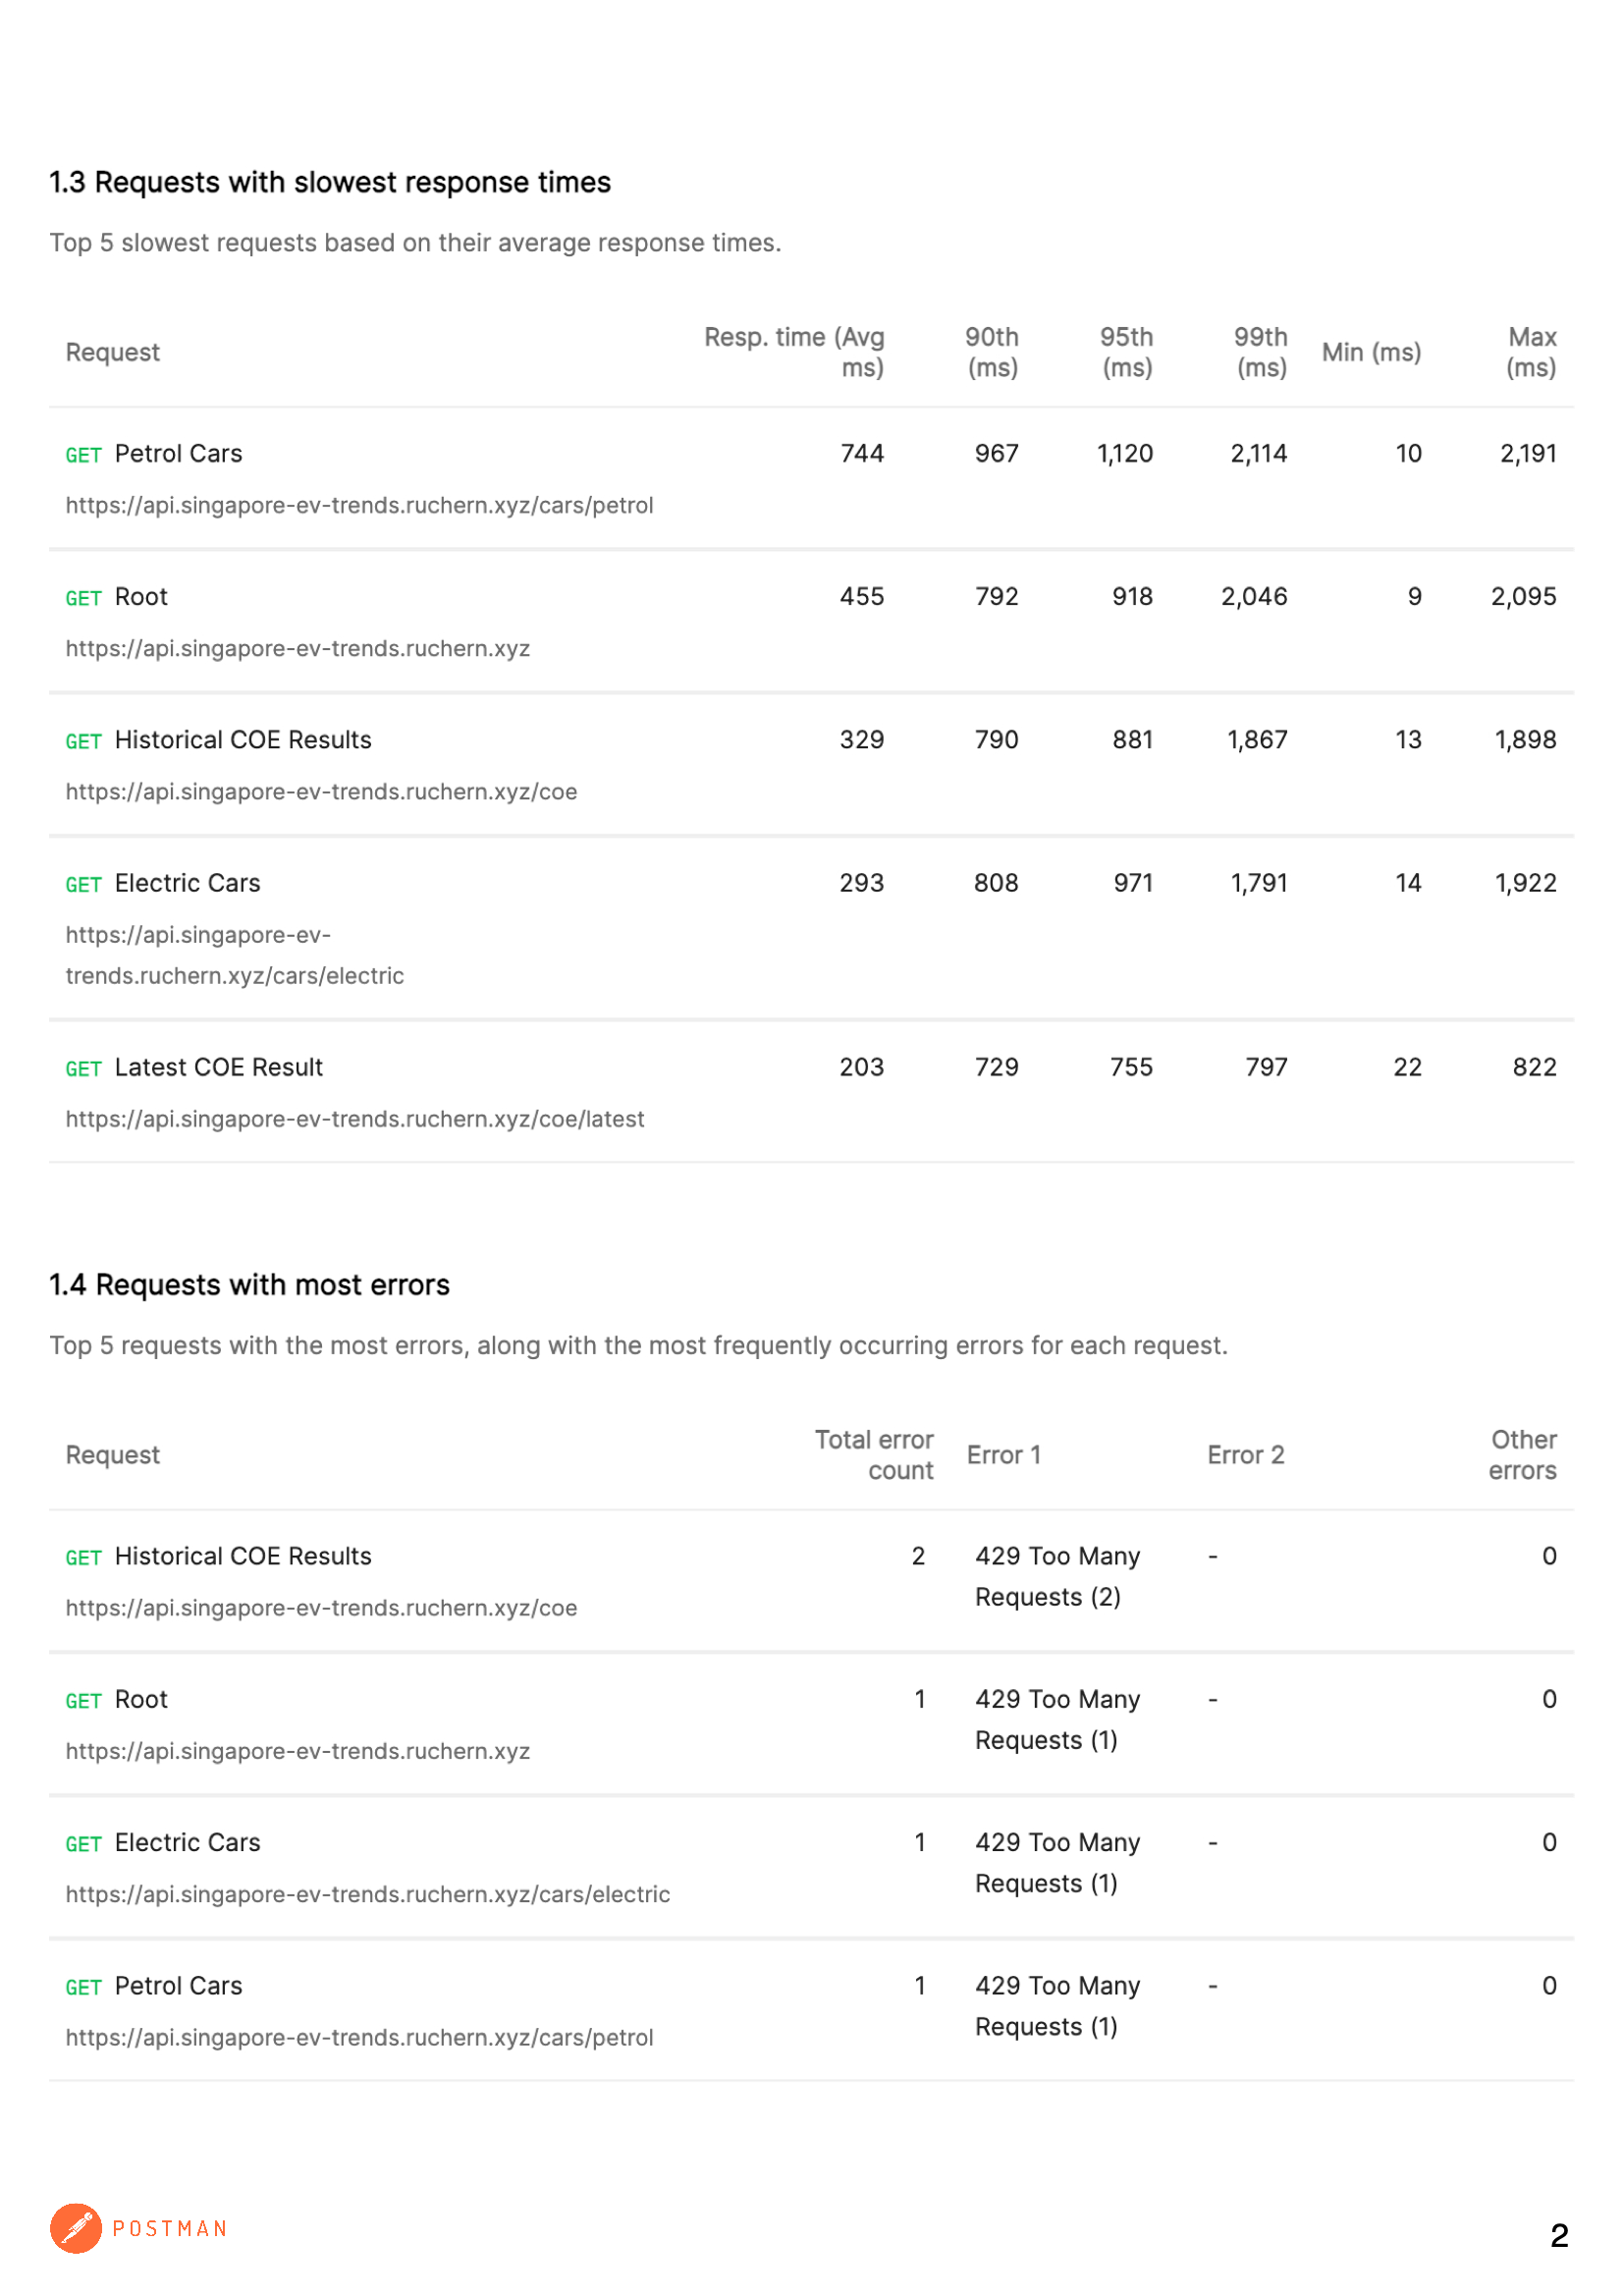 1.3 Requests with slowest response times
Top 5 slowest requests based on their average response times.
Request Resp. time (Avg ms) 90th (ms) 95th (ms) 99th (ms) Min (ms) Max (ms)
GET Petrol Cars 744 967 1,120 2,114 10 2,191
https://api.singapore-ev-trends.ruchern.xyz/cars/petrol
GET Root 455 792 918 2,046 9 2,095
https://api.singapore-ev-trends.ruchern.xyz
GET Historical COE Results 329 790 881 1,867 13 1,898
https://api.singapore-ev-trends.ruchern.xyz/coe
GET Electric Cars 293 808 971 1,791 14 1,922
https://api.singapore-ev-
trends.ruchern.xyz/cars/electric
GET Latest COE Result 203 729 755 797 22 822
https://api.singapore-ev-trends.ruchern.xyz/coe/latest
1.4 Requests with most errors
Top 5 requests with the most errors, along with the most frequently occurring errors for each request.
Request Total error count Error 1 Error 2 Other errors
GET Historical COE Results 2 429 Too Many - 0
Requests (2)
https://api.singapore-ev-trends.ruchern.xyz/coe
GET Root 1 429 Too Many - 0
Requests (1)
https://api.singapore-ev-trends.ruchern.xyz
GET Electric Cars 1 429 Too Many - 0
Requests (1)
https://api.singapore-ev-trends.ruchern.xyz/cars/electric
GET Petrol Cars 1 429 Too Many - 0
Requests (1)
https://api.singapore-ev-trends.ruchern.xyz/cars/petrol
POSTMAN
2